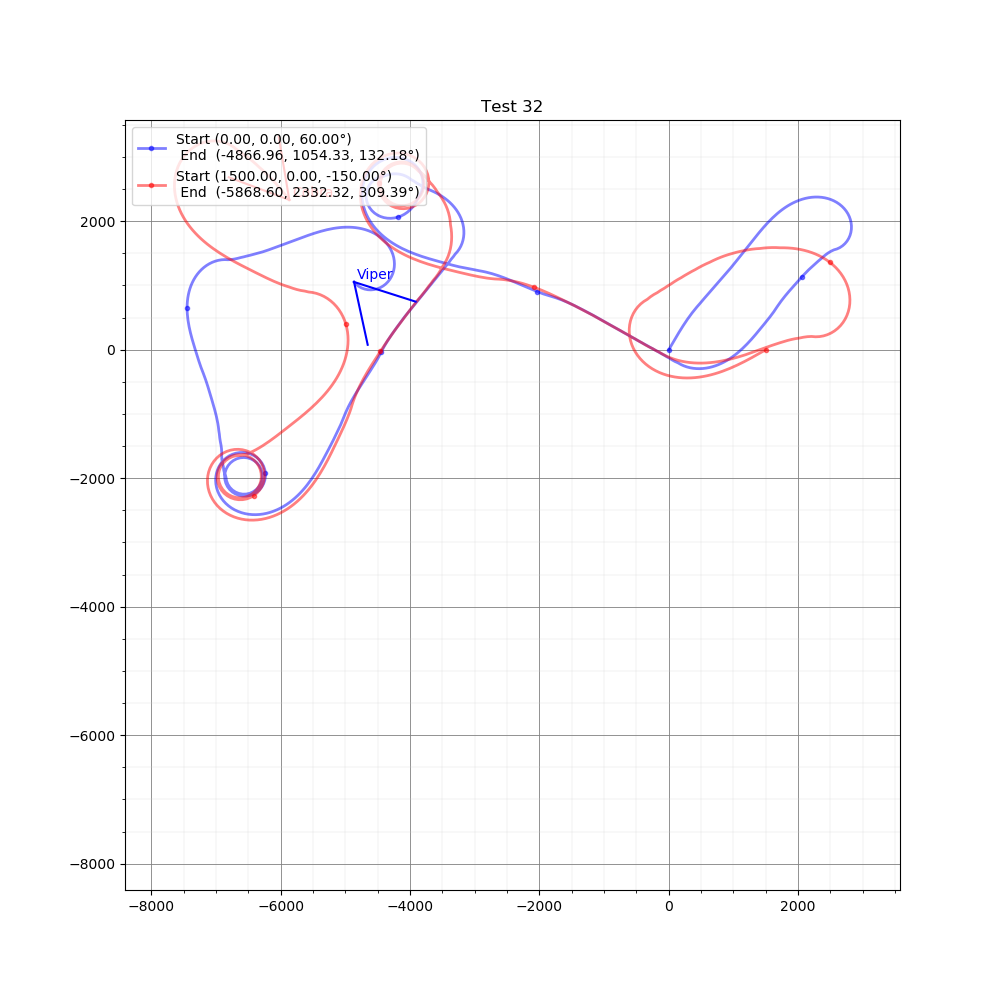 Test 32
Start (0.00, 0.00, 60.00°)
End  (-4866.96, 1054.33, 132.18°)
Start (1500.00, 0.00, -150.00°)
End  (-5868.60, 2332.32, 309.39°)
Viper
2000
0
−2000
−4000
−6000
−8000
−8000
−6000
−4000
−2000
0
2000